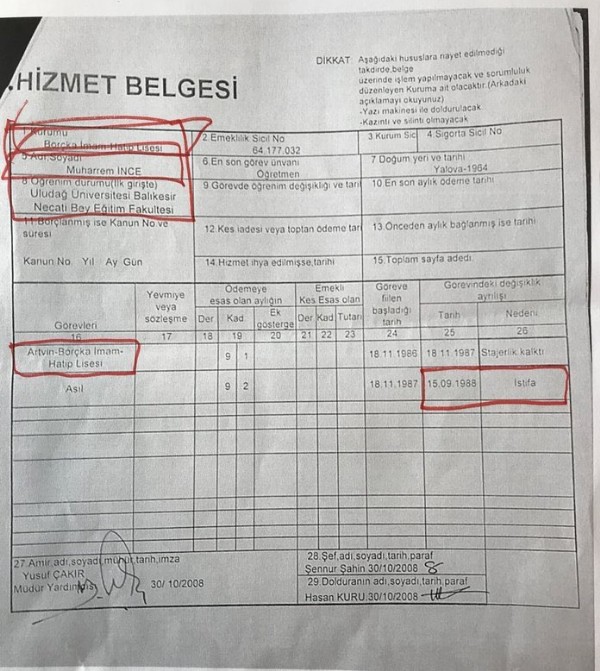 HİZMET BELGESİ
DİKKAT: Aşağıdaki hususlara riayet edilmediği
takdirde,belge
üzerinde işlem yapılmayacak ve sorumluluk
düzenleyen Kuruma ait olacaktır.(Arkadaki
açıklamayı okuyunuz)
-Yazı makinesi ile doldurulacak
-Kazıntı ve silinti olmayacak
1.Kurumu
Borçka İmam-Hatip Lisesi
2.Emeklilik Sicil No
64.177.032
3.Kurum Sic
4 Sigorta Sicil No
5 Adı Soyadı
Muharrem İNCE
6.En son görev ünvanı
Öğretmen
7 Doğum yeri ve tarihi
Yalova-1964
8 Öğrenim durumu(İlk girişte)
Uludağ Üniversitesi Balıkesir
Necati Bey Eğitim Fakultesi
9 Görevde öğrenim değişikliği ve tari
10 En son aylık ödeme tarihi
11.Borçlanmış ise Kanun No.ve
süresi
Kanun No. Yıl Ay Gün
12.Kes iadesi veya toptan ödeme tari
13.Önceden aylık bağlanmış ise tarihi
14.Hizmet ihya edilmişse,tarihi
15.Toplam sayfa adedi.
Görevleri
Yevmiye
veya
sözleşme
Ödemeye
esas olan aylığın
Der
Kad.
Ek
gösterge
Emekli
Kes Esas olan
Der Kad. Tutarı
Göreve
fiilen
başladığı
tarih
Görevindeki değişiklik
ayrılışı
Tarih
Nedeni
16 17 18 19 20 21 22 23 24 25 26
Artvin-Borçka İmam-
Hatip Lisesi
9 1 18.11.1986 18.11.1987 Stajerlik kalktı
Asıl 9 2 18.11.1987 15.09.1988 İstifa
27.Amir,adı,soyadı,mühür,tarih,imza
Yusuf ÇAKIR
Müdür Yardımcısı 30/ 10/2008
28.Şef,adı,soyadı,tarih,paraf
Şennur Şahin 30/10/2008
29.Dolduranın adı,soyadı,tarih,paraf
Hasan KURU 30/10/2008